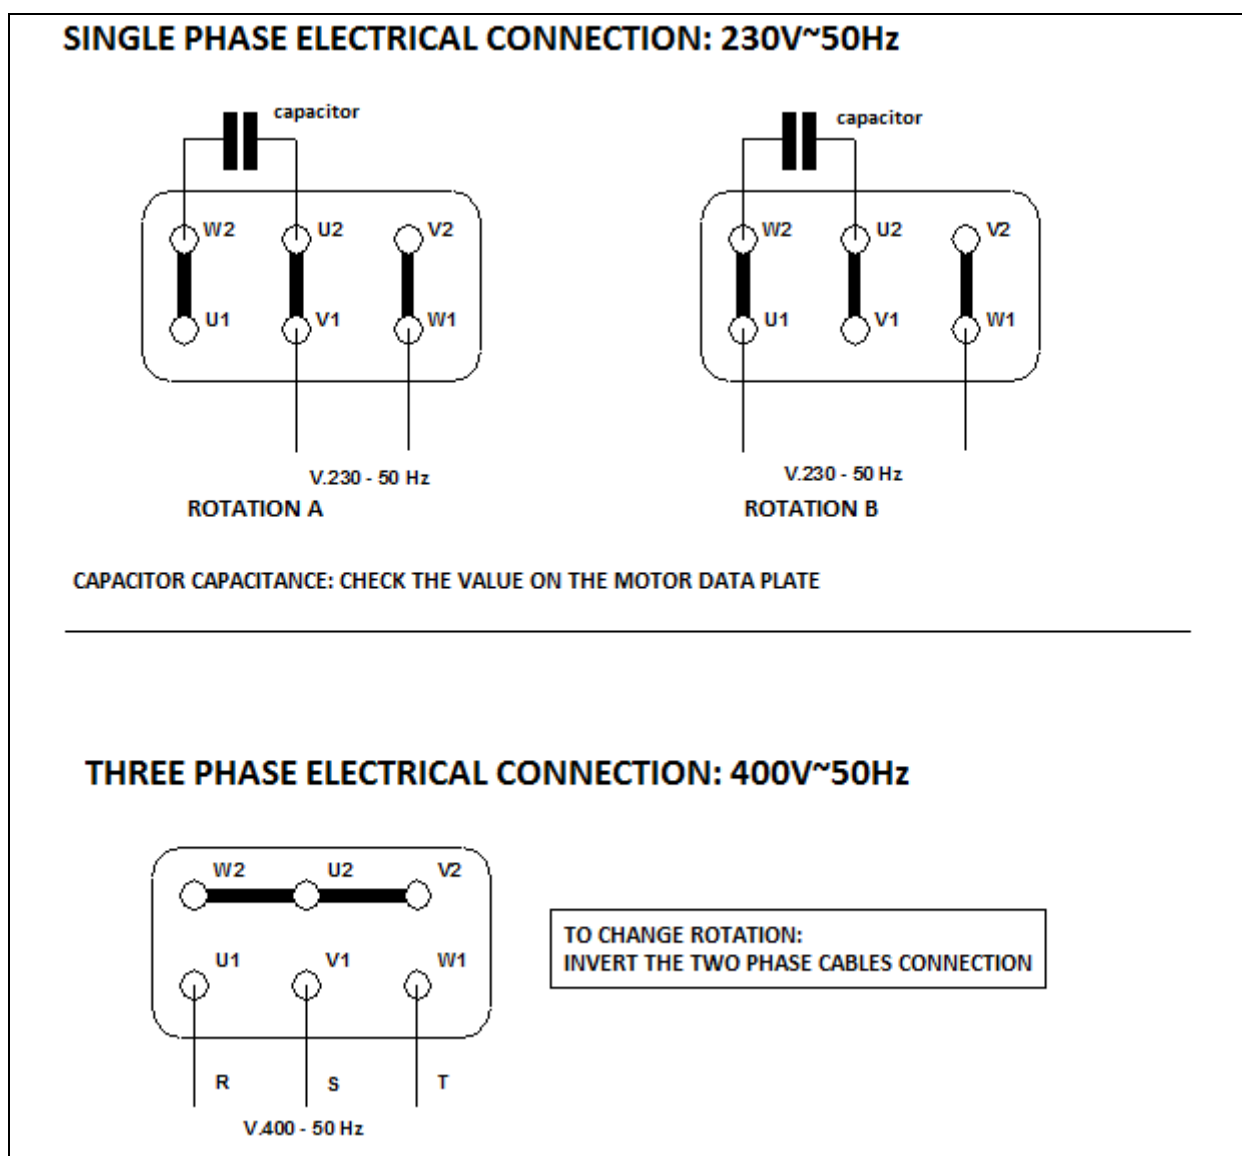 SINGLE PHASE ELECTRICAL CONNECTION: 230V~50Hz
capacitor
W2 U2 V2
U1 V1 W1
V.230 - 50 Hz
ROTATION A
capacitor
W2 U2 V2
U1 V1 W1
V.230 - 50 Hz
ROTATION B
CAPACITOR CAPACITANCE: CHECK THE VALUE ON THE MOTOR DATA PLATE
THREE PHASE ELECTRICAL CONNECTION: 400V~50Hz
W2 U2 V2
U1 V1 W1
R S T
V.400 - 50 Hz
TO CHANGE ROTATION:
INVERT THE TWO PHASE CABLES CONNECTION